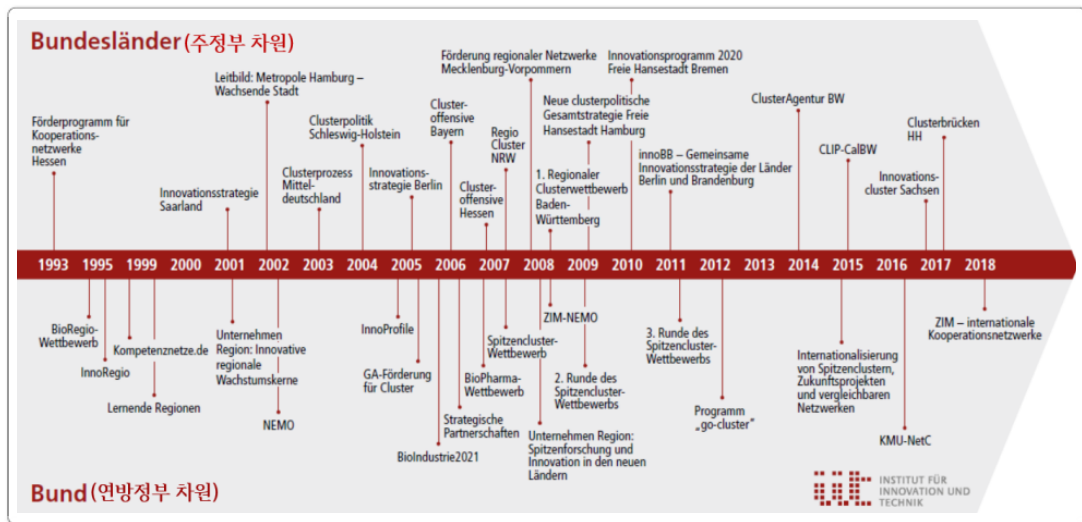 Bundesländer (주정부 차원)
Förderprogramm für
Kooperations-
netzwerke
Hessen
Innovationsstrategie
Saarland
Leitbild: Metropole Hamburg –
Wachsende Stadt
Clusterprozess
Mittel-
deutschland
Clusterpolitik
Schleswig-Holstein
Innovations-
strategie Berlin
Cluster-
offensive
Bayern
Cluster-
offensive
Hessen
Regio
Cluster
NRW
Förderung regionaler Netzwerke
Mecklenburg-Vorpommern
1. Regionaler
Clusterwettbewerb
Baden-
Württemberg
Neue clusterpolitische
Gesamtstrategie Freie
Hansestadt Hamburg
Innovationsprogramm 2020
Freie Hansestadt Bremen
innoBB – Gemeinsame
Innovationsstrategie der Länder
Berlin und Brandenburg
ClusterAgentur BW
CLIP-CalBW
Innovations-
cluster Sachsen
Clusterbrücken
HH
1993 1995 1999 2000 2001 2002 2003 2004 2005 2006 2007 2008 2009 2010 2011 2012 2013 2014 2015 2016 2017 2018
BioRegio-
Wettbewerb
InnoRegio
Kompetenznetze.de
Lernende Regionen
Unternehmen
Region: Innovative
regionale
Wachstumskerne
NEMO
InnoProfile
GA-Förderung
für Cluster
BioIndustrie2021
Strategische
Partnerschaften
BioPharma-
Wettbewerb
Spitzencluster-
Wettbewerb
Unternehmen Region:
Spitzenforschung und
Innovation in den neuen
Ländern
ZIM-NEMO
2. Runde des
Spitzencluster-
Wettbewerbs
3. Runde des
Spitzencluster-
Wettbewerbs
Programm
„go-cluster"
Internationalisierung
von Spitzenclustern,
Zukunftsprojekten
und vergleichbaren
Netzwerken
KMU-NetC
ZIM – internationale
Kooperationsnetzwerke
Bund (연방정부 차원)
iit
INSTITUT FÜR
INNOVATION UND
TECHNIK